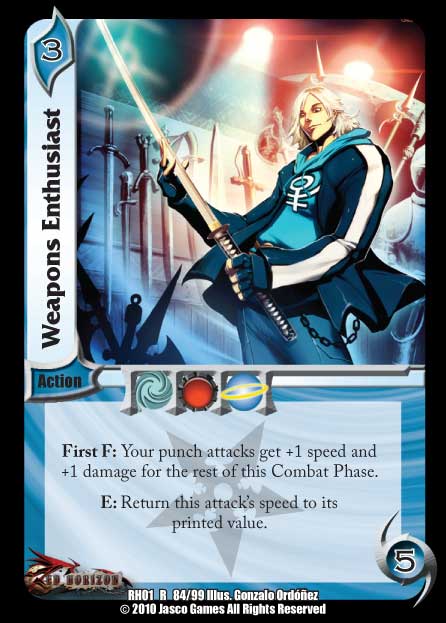 3
Weapons Enthusiast
Action
First F: Your punch attacks get +1 speed and
+1 damage for the rest of this Combat Phase.
E: Return this attack's speed to its
printed value.
5
RED HORIZON
RH01 R 84/99 Illus. Gonzalo Ordóñez
© 2010 Jasco Games All Rights Reserved